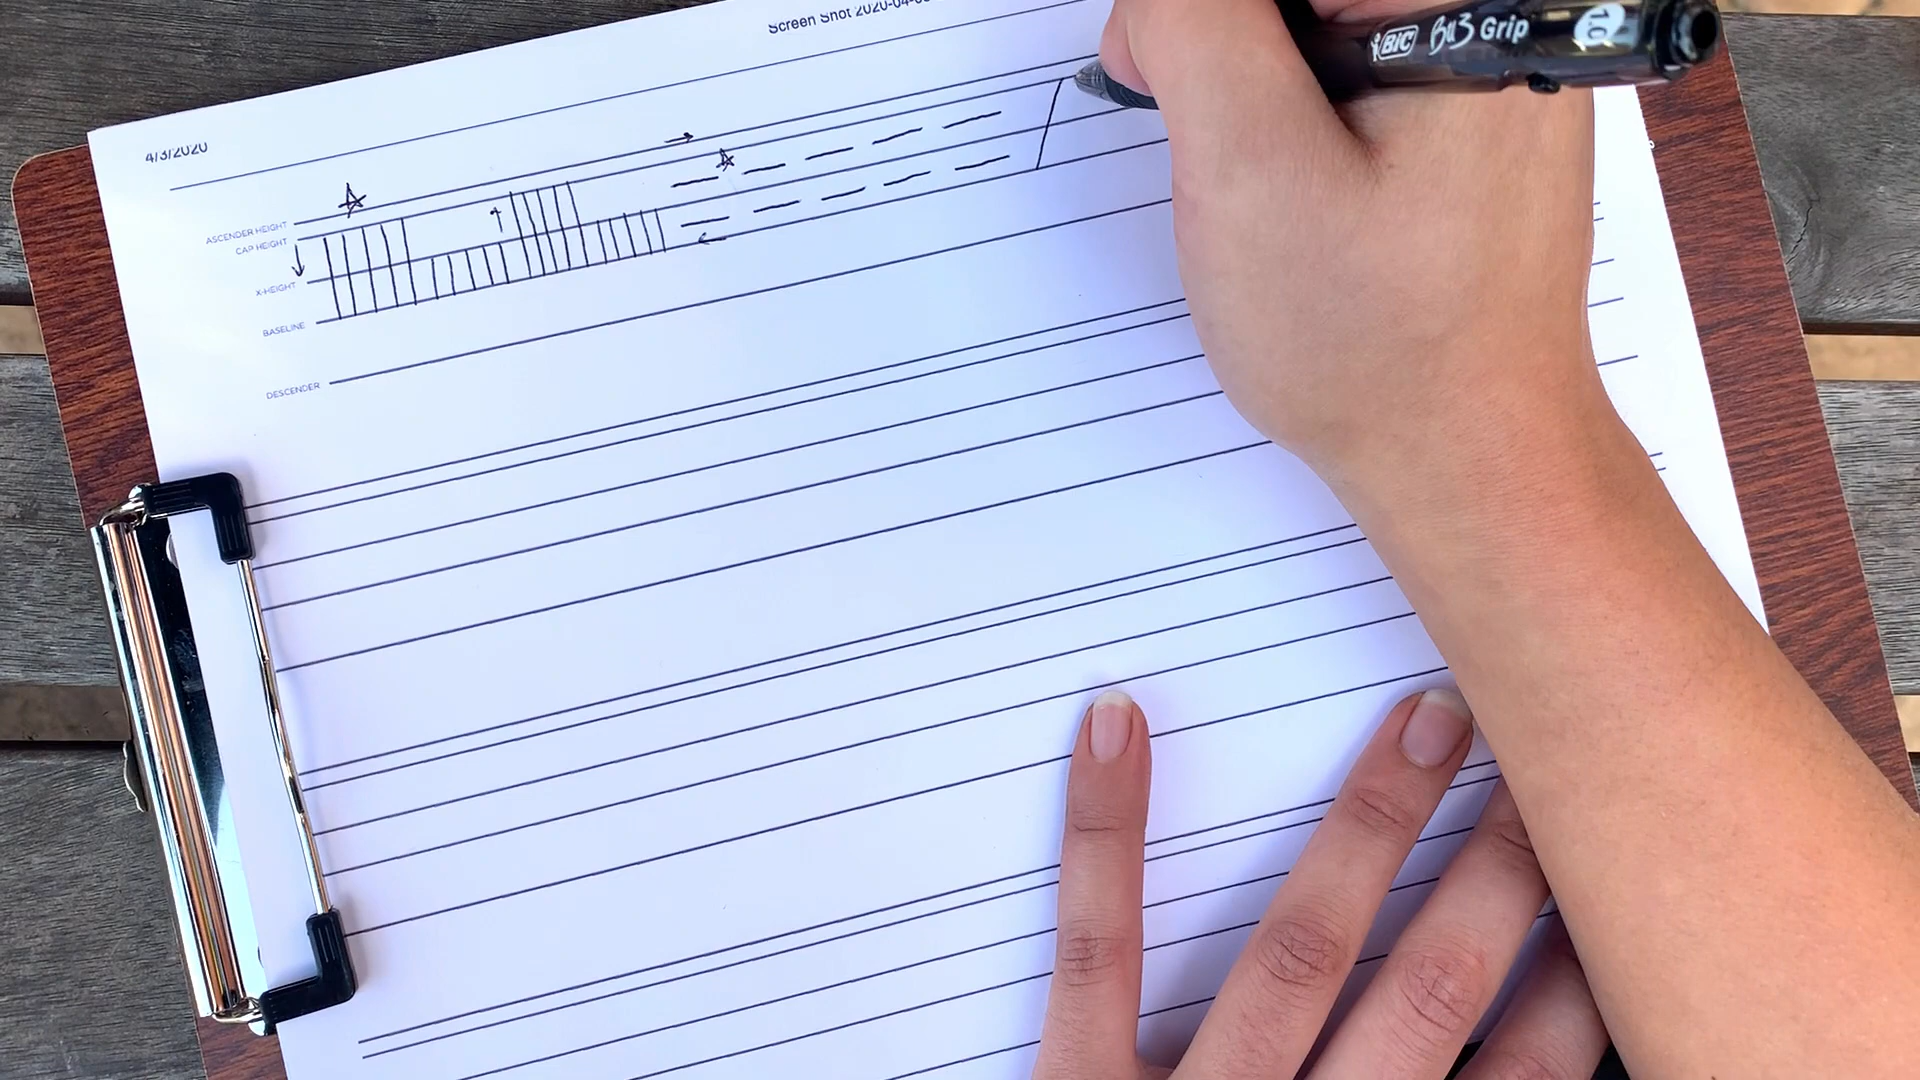 Screen Shot 2020-04-03
BIC Bu3 Grip 1.0
4/3/2020
ASCENDER HEIGHT
CAP HEIGHT
X-HEIGHT
BASELINE
DESCENDER